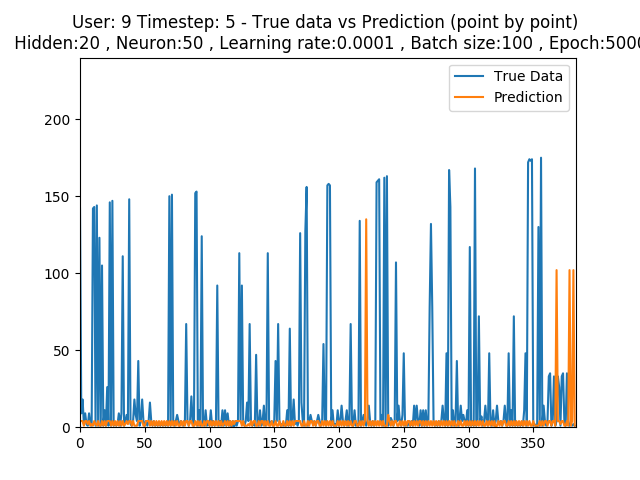 User: 9 Timestep: 5 - True data vs Prediction (point by point)
Hidden:20 , Neuron:50 , Learning rate:0.0001 , Batch size:100 , Epoch:5000
True Data
Prediction
200
150
100
50
0
0 50 100 150 200 250 300 350